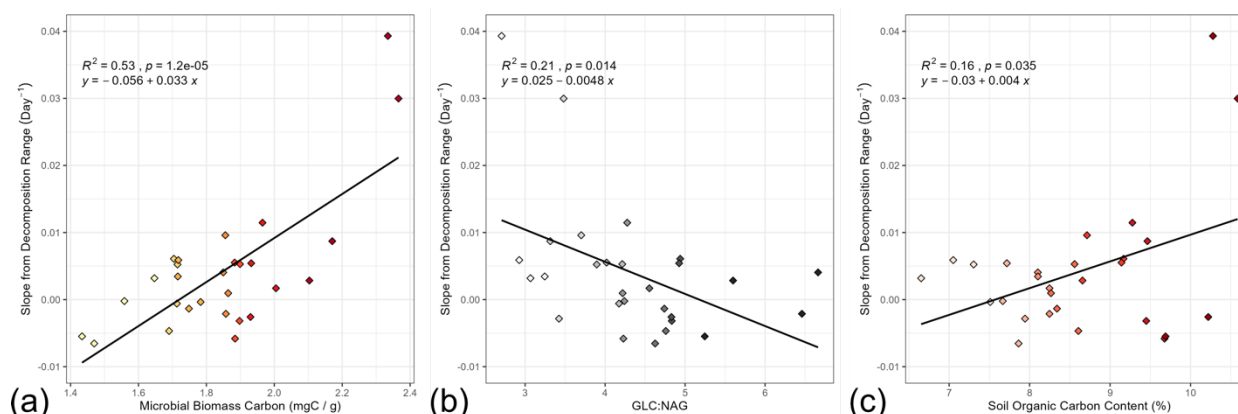 0.04
0.03
0.02
0.01
0.00
-0.01
Slope from Decomposition Range (Day⁻¹)
R² = 0.53 , p = 1.2e-05
y = − 0.056 + 0.033 x
1.4 1.6 1.8 2.0 2.2 2.4
(a) Microbial Biomass Carbon (mgC / g)
0.04
0.03
0.02
0.01
0.00
-0.01
Slope from Decomposition Range (Day⁻¹)
R² = 0.21 , p = 0.014
y = 0.025 − 0.0048 x
3 4 5 6
(b) GLC:NAG
0.04
0.03
0.02
0.01
0.00
-0.01
Slope from Decomposition Range (Day⁻¹)
R² = 0.16 , p = 0.035
y = − 0.03 + 0.004 x
7 8 9 10
(c) Soil Organic Carbon Content (%)